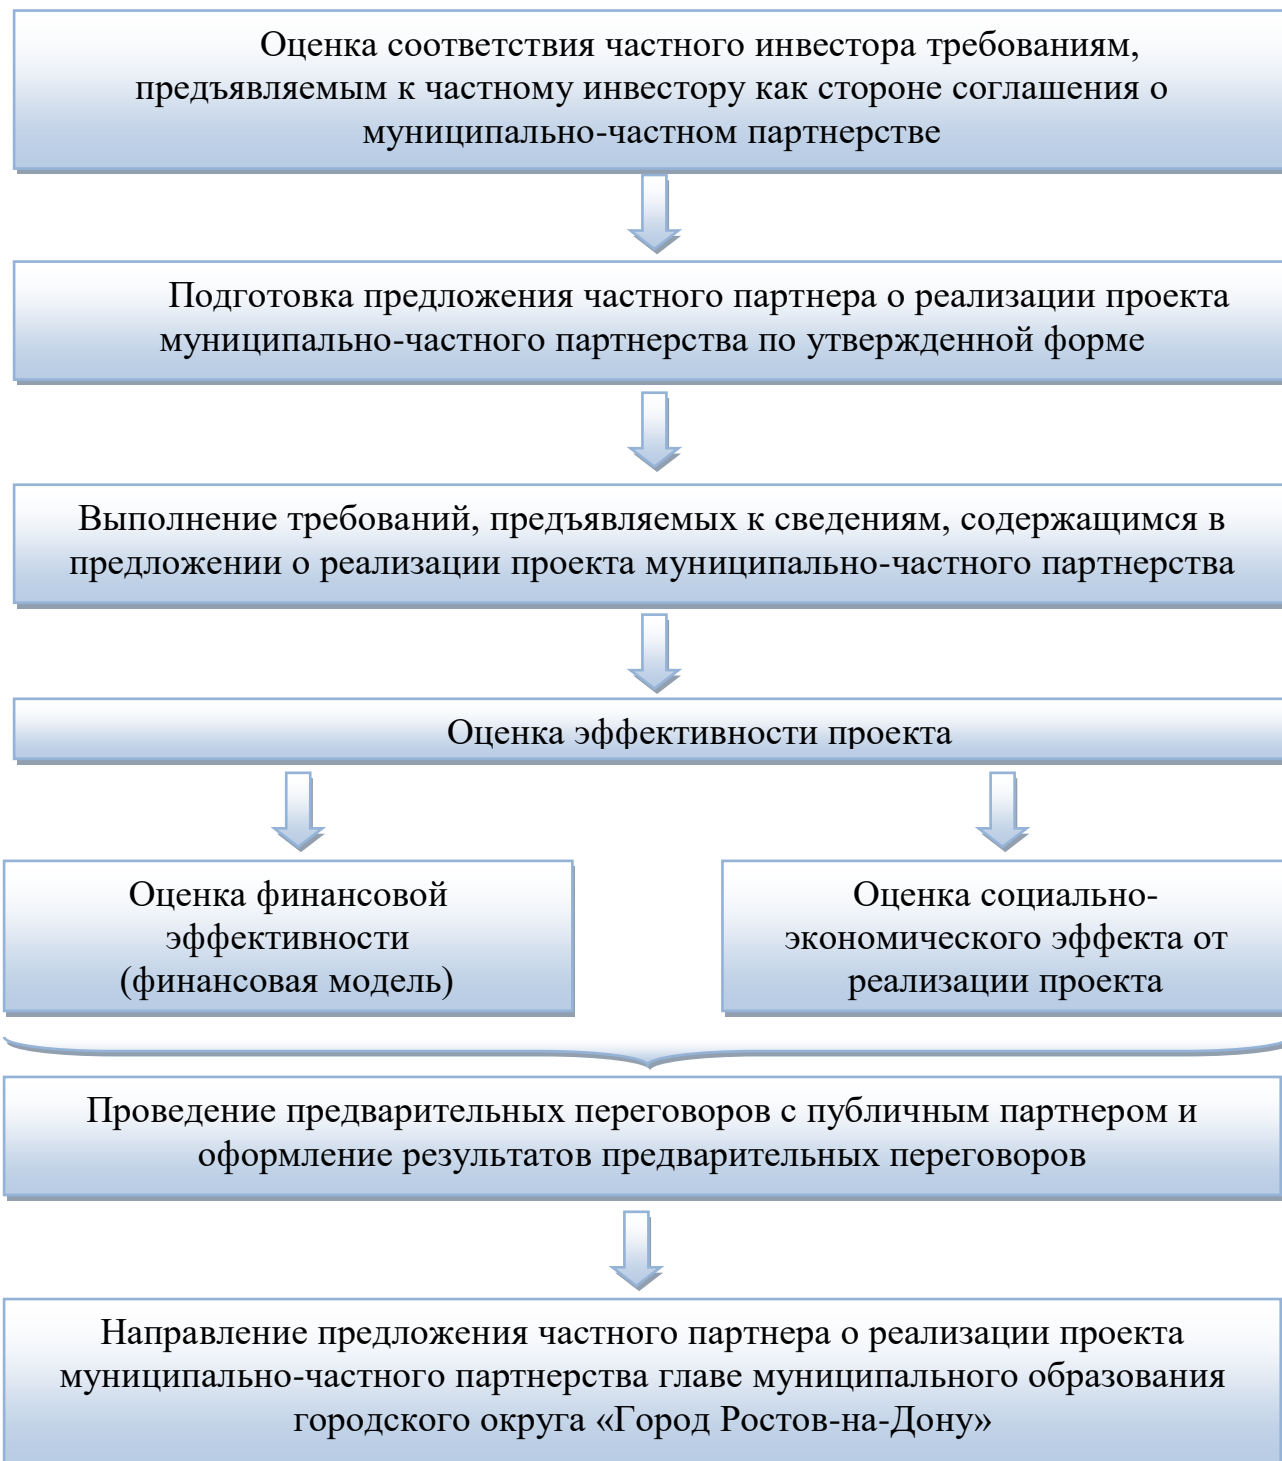 Оценка соответствия частного инвестора требованиям,
предъявляемым к частному инвестору как стороне соглашения о
муниципально-частном партнерстве
Подготовка предложения частного партнера о реализации проекта
муниципально-частного партнерства по утвержденной форме
Выполнение требований, предъявляемых к сведениям, содержащимся в
предложении о реализации проекта муниципально-частного партнерства
Оценка эффективности проекта
Оценка финансовой
эффективности
(финансовая модель)
Оценка социально-
экономического эффекта от
реализации проекта
Проведение предварительных переговоров с публичным партнером и
оформление результатов предварительных переговоров
Направление предложения частного партнера о реализации проекта
муниципально-частного партнерства главе муниципального образования
городского округа «Город Ростов-на-Дону»